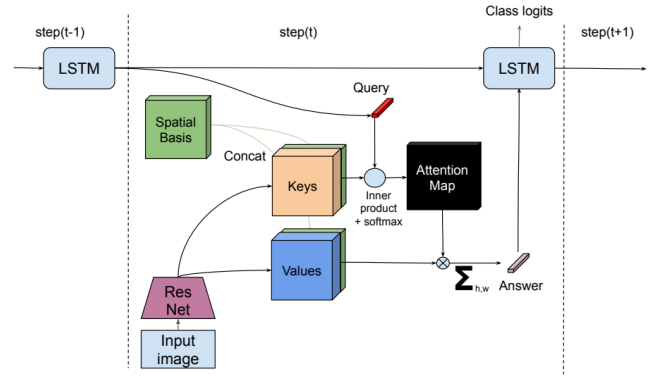 Class logits
step(t-1)
step(t)
step(t+1)
LSTM
LSTM
Query
Spatial
Basis
Concat
Keys
Attention
Map
Inner
product
+ softmax
Values
Σ h,w
Answer
Res
Net
Input
image